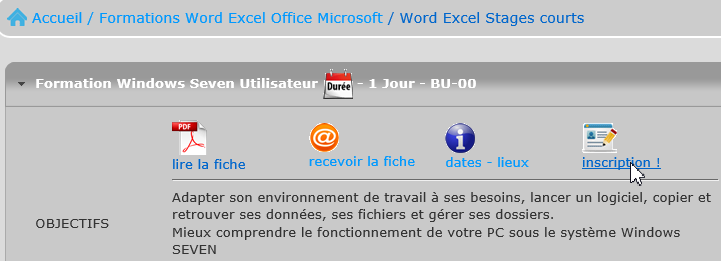 Accueil / Formations Word Excel Office Microsoft / Word Excel Stages courts
Formation Windows Seven Utilisateur Durée - 1 Jour - BU-00
PDF
lire la fiche
@
recevoir la fiche
i
dates - lieux
inscription !
OBJECTIFS
Adapter son environnement de travail à ses besoins, lancer un logiciel, copier et
retrouver ses données, ses fichiers et gérer ses dossiers.
Mieux comprendre le fonctionnement de votre PC sous le système Windows
SEVEN